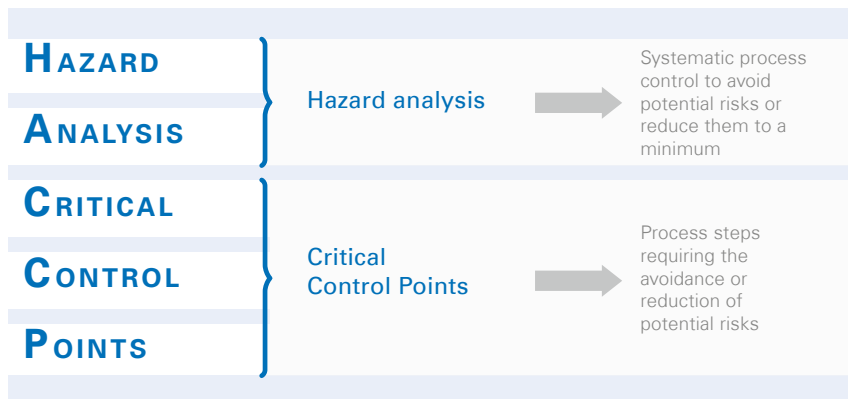 HAZARD
ANALYSIS
Hazard analysis
Systematic process
control to avoid
potential risks or
reduce them to a
minimum
CRITICAL
CONTROL
POINTS
Critical
Control Points
Process steps
requiring the
avoidance or
reduction of
potential risks